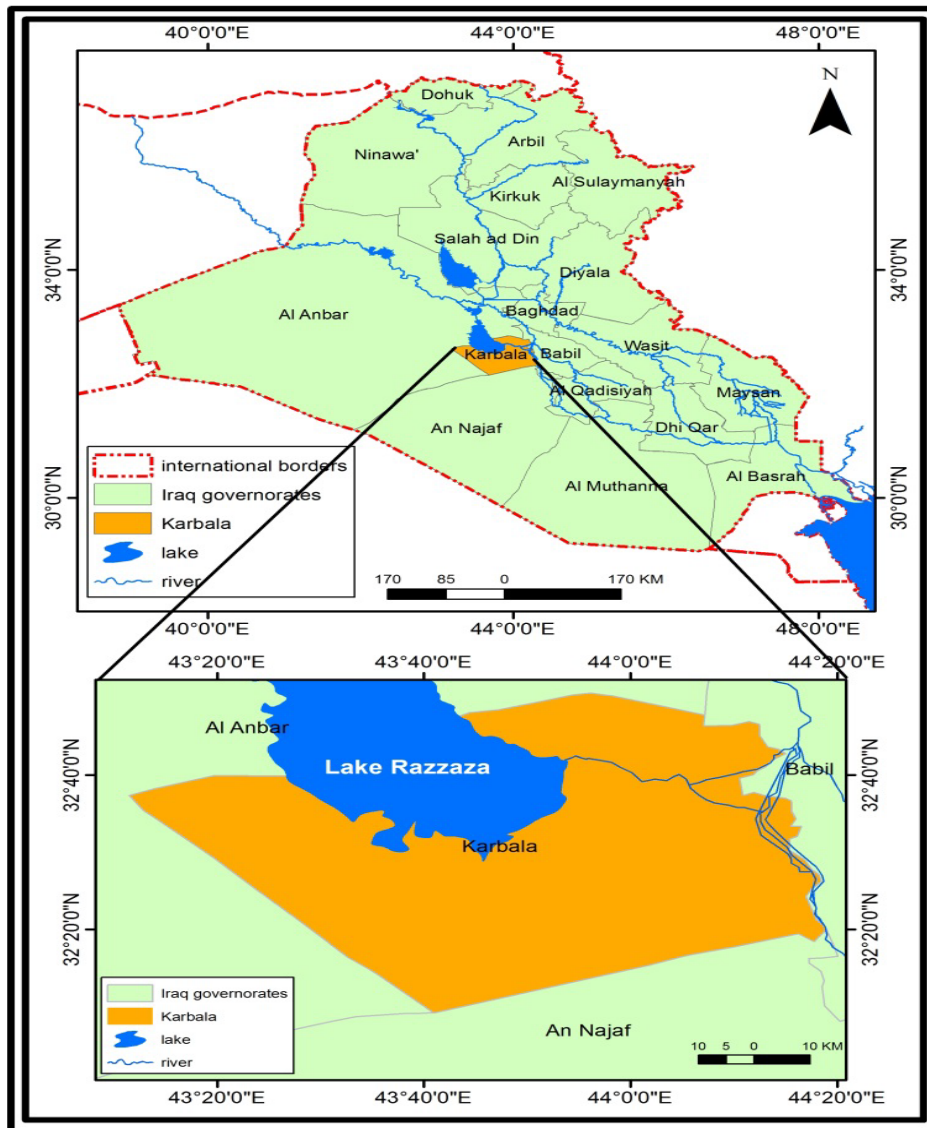 40°0'0"E 44°0'0"E 48°0'0"E
N
Dohuk
Arbil
Ninawa'
Al Sulaymanyah
Kirkuk
Salah ad Din
34°0'0"N 34°0'0"N
Diyala
Al Anbar
Baghdad
Wasit
Karbala
Babil
Al Qadisiyah
Maysan
An Najaf
Dhi Qar
Al Basrah
Al Muthanna
30°0'0"N 30°0'0"N
international borders
Iraq governorates
Karbala
lake
river
170 85 0 170 KM
40°0'0"E 44°0'0"E 48°0'0"E
43°20'0"E 43°40'0"E 44°0'0"E 44°20'0"E
Al Anbar
Lake Razzaza
Babil
32°40'0"N 32°40'0"N
Karbala
32°20'0"N 32°20'0"N
Iraq governorates
Karbala
lake
river
An Najaf
10 5 0 10 KM
43°20'0"E 43°40'0"E 44°0'0"E 44°20'0"E